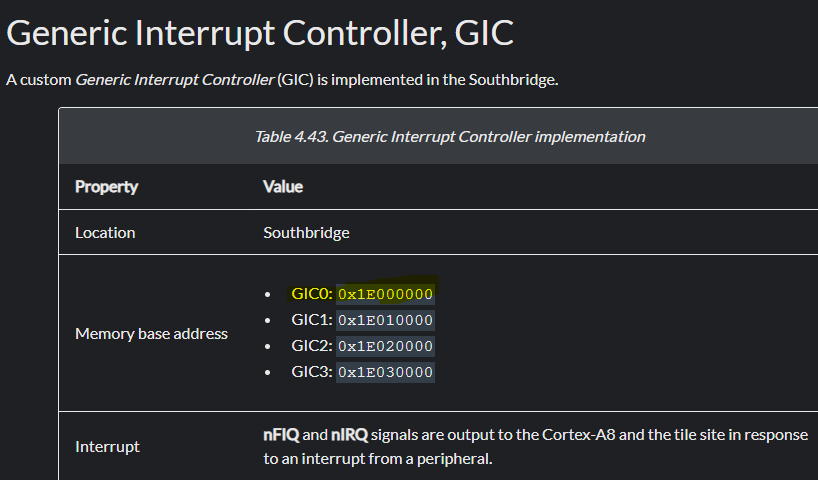 Generic Interrupt Controller, GIC
A custom Generic Interrupt Controller (GIC) is implemented in the Southbridge.
Table 4.43. Generic Interrupt Controller implementation
Property Value
Location Southbridge
Memory base address
• GIC0: 0x1E000000
• GIC1: 0x1E010000
• GIC2: 0x1E020000
• GIC3: 0x1E030000
Interrupt
nFIQ and nIRQ signals are output to the Cortex-A8 and the tile site in response
to an interrupt from a peripheral.